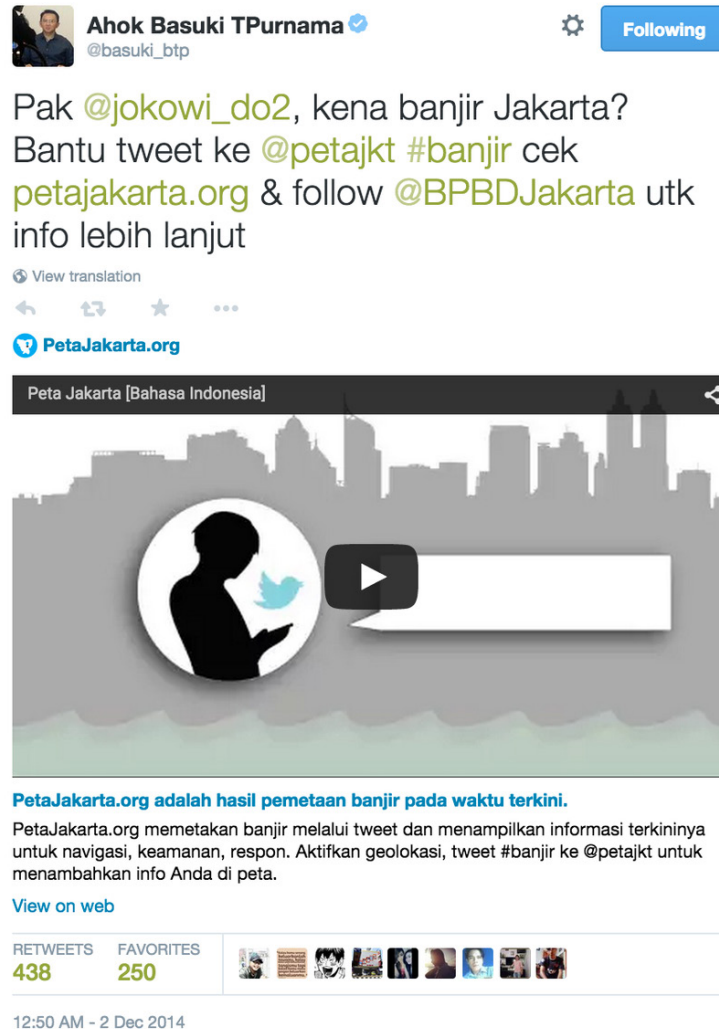 Ahok Basuki TPurnama
@basuki_btp
Following
Pak @jokowi_do2, kena banjir Jakarta?
Bantu tweet ke @petajkt #banjir cek
petajakarta.org & follow @BPBDJakarta utk
info lebih lanjut
View translation
PetaJakarta.org
Peta Jakarta [Bahasa Indonesia]
PetaJakarta.org adalah hasil pemetaan banjir pada waktu terkini.
PetaJakarta.org memetakan banjir melalui tweet dan menampilkan informasi terkininya
untuk navigasi, keamanan, respon. Aktifkan geolokasi, tweet #banjir ke @petajkt untuk
menambahkan info Anda di peta.
View on web
RETWEETS FAVORITES
438 250
12:50 AM - 2 Dec 2014